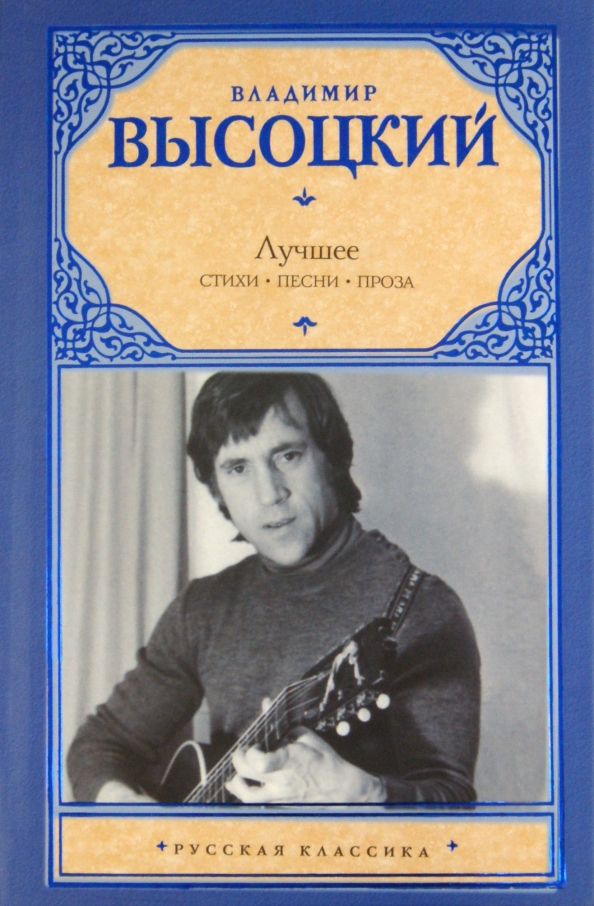 ВЛАДИМИР
ВЫСОЦКИЙ
Лучшее
СТИХИ • ПЕСНИ • ПРОЗА
РУССКАЯ КЛАССИКА